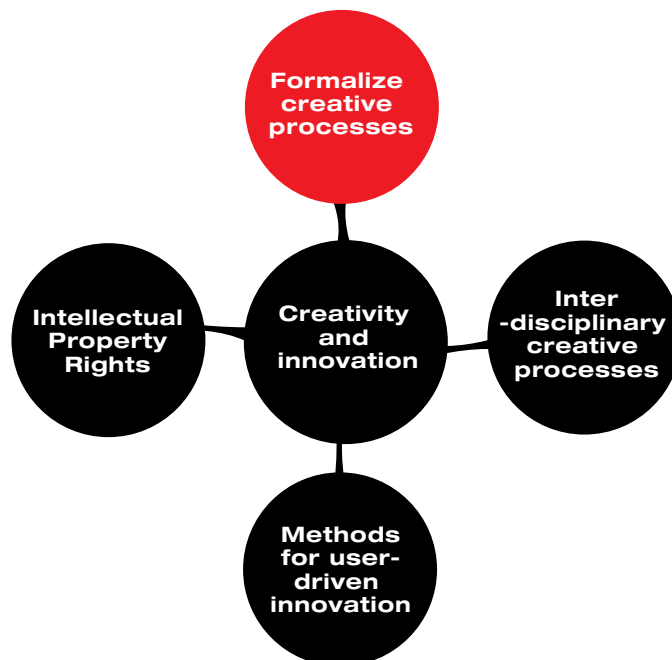 Formalize
creative
processes
Intellectual
Property
Rights
Creativity
and
innovation
Inter
-disciplinary
creative
processes
Methods
for user-
driven
innovation